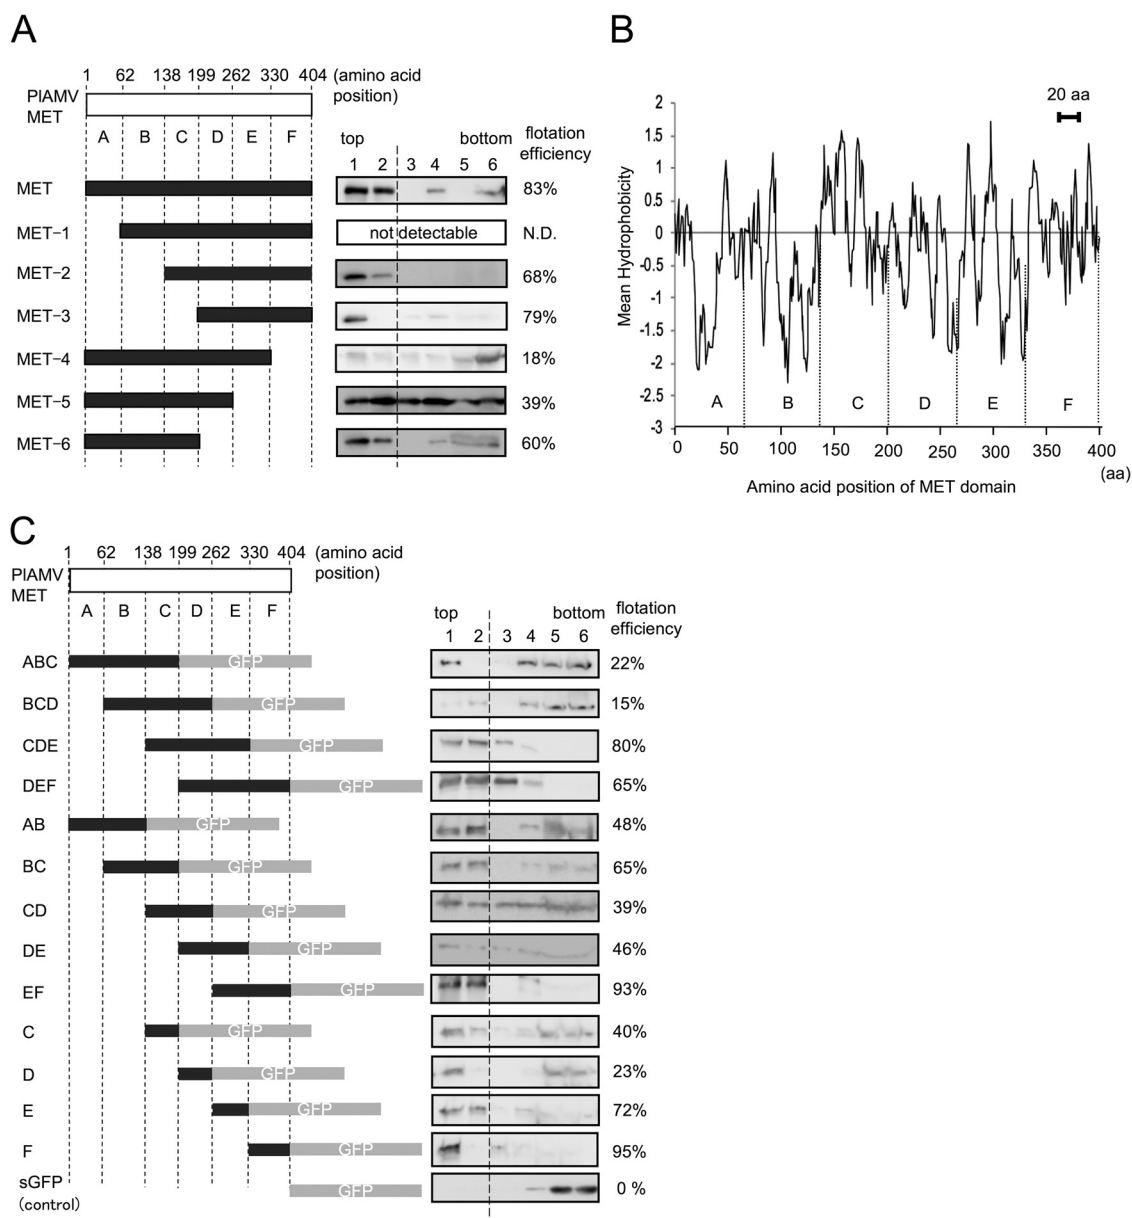 A
1 62 138 199 262 330 404 (amino acid
position)
PlAMV
MET
A B C D E F
top bottom flotation
efficiency
1 2 3 4 5 6
MET 83%
MET−1 not detectable N.D.
MET−2 68%
MET−3 79%
MET−4 18%
MET−5 39%
MET−6 60%
B
20 aa
Mean Hydrophobicity
2
1.5
1
0.5
0
-0.5
-1
-1.5
-2
-2.5
-3
A B C D E F
0 50 100 150 200 250 300 350 400
(aa)
Amino acid position of MET domain
C
1 62 138 199 262 330 404 (amino acid
position)
PlAMV
MET
A B C D E F
top bottom flotation
efficiency
1 2 3 4 5 6
ABC GFP 22%
BCD GFP 15%
CDE GFP 80%
DEF GFP 65%
AB GFP 48%
BC GFP 65%
CD GFP 39%
DE GFP 46%
EF GFP 93%
C GFP 40%
D GFP 23%
E GFP 72%
F GFP 95%
sGFP GFP 0 %
(control)